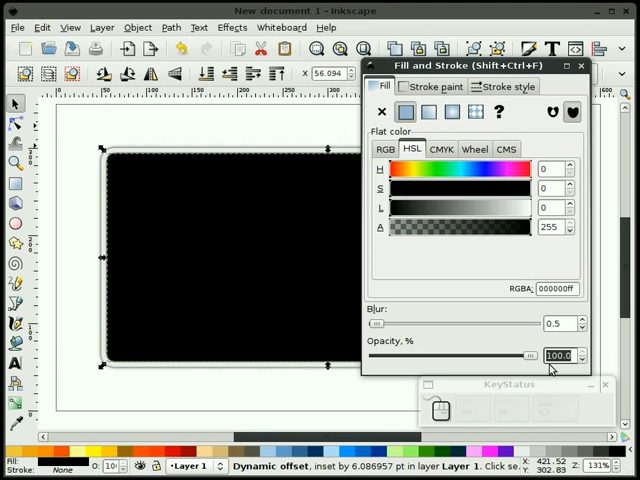 New document 1 - Inkscape
File Edit View Layer Object Path Text Effects Whiteboard Help
Fill and Stroke (Shift+Ctrl+F)
X 56.094
Fill Stroke paint Stroke style
?
Flat color
RGB HSL CMYK Wheel CMS
H 0
S 0
L 0
A 255
RGBA: 000000ff
Blur:
0.5
Opacity, %
100.0
KeyStatus
A
Fill:
Stroke: None
O: 10
•Layer 1
Dynamic offset, inset by 6.086957 pt in layer Layer 1. Click se
X: 421.52
Y: 302.83
Z: 131%